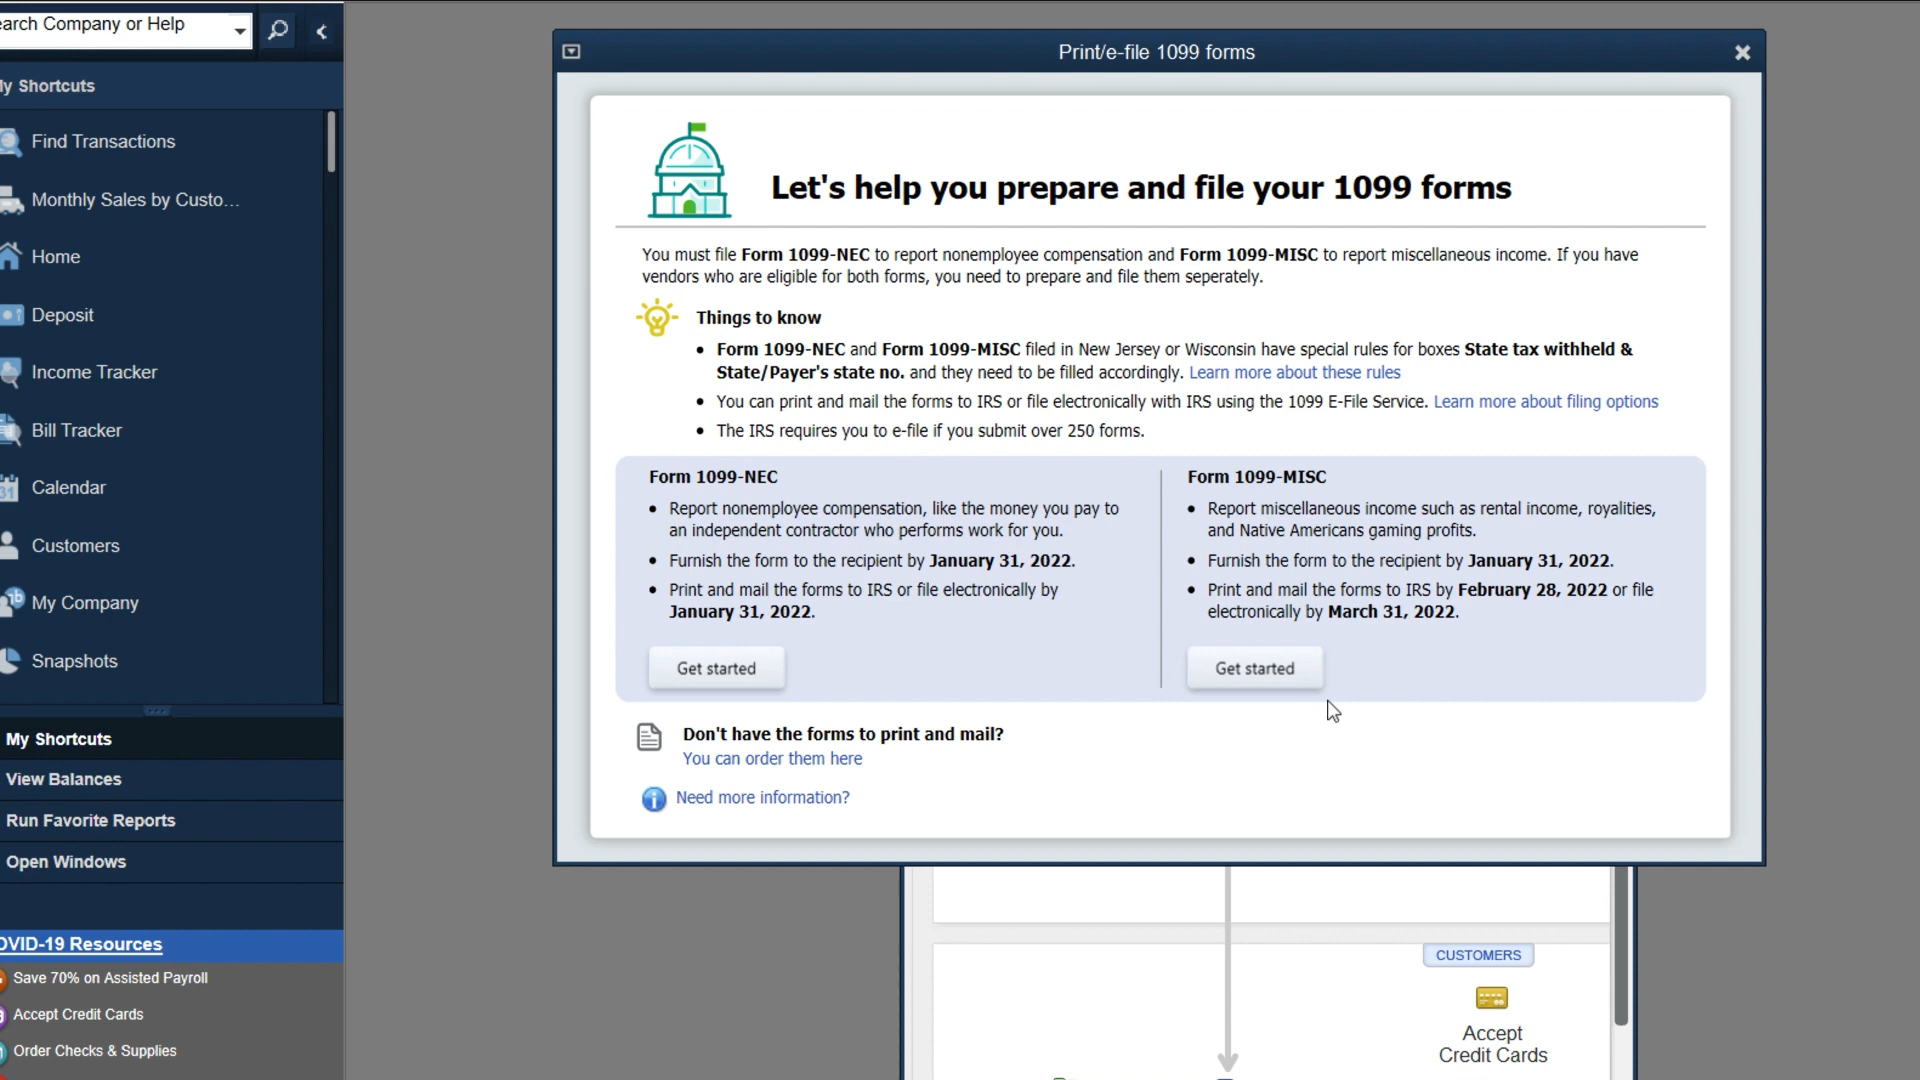 earch Company or Help
ly Shortcuts
Find Transactions
Monthly Sales by Custo...
Home
Deposit
Income Tracker
Bill Tracker
31
Calendar
Customers
My Company
Snapshots
My Shortcuts
View Balances
Run Favorite Reports
Open Windows
OVID-19 Resources
Save 70% on Assisted Payroll
Accept Credit Cards
Order Checks & Supplies
Print/e-file 1099 forms
Let's help you prepare and file your 1099 forms
You must file Form 1099-NEC to report nonemployee compensation and Form 1099-MISC to report miscellaneous income. If you have
vendors who are eligible for both forms, you need to prepare and file them seperately.
Things to know
• Form 1099-NEC and Form 1099-MISC filed in New Jersey or Wisconsin have special rules for boxes State tax withheld &
State/Payer's state no. and they need to be filled accordingly. Learn more about these rules
• You can print and mail the forms to IRS or file electronically with IRS using the 1099 E-File Service. Learn more about filing options
• The IRS requires you to e-file if you submit over 250 forms.
Form 1099-NEC
• Report nonemployee compensation, like the money you pay to
an independent contractor who performs work for you.
• Furnish the form to the recipient by January 31, 2022.
• Print and mail the forms to IRS or file electronically by
January 31, 2022.
Get started
Form 1099-MISC
• Report miscellaneous income such as rental income, royalities,
and Native Americans gaming profits.
• Furnish the form to the recipient by January 31, 2022.
• Print and mail the forms to IRS by February 28, 2022 or file
electronically by March 31, 2022.
Get started
Don't have the forms to print and mail?
You can order them here
Need more information?
CUSTOMERS
Accept
Credit Cards